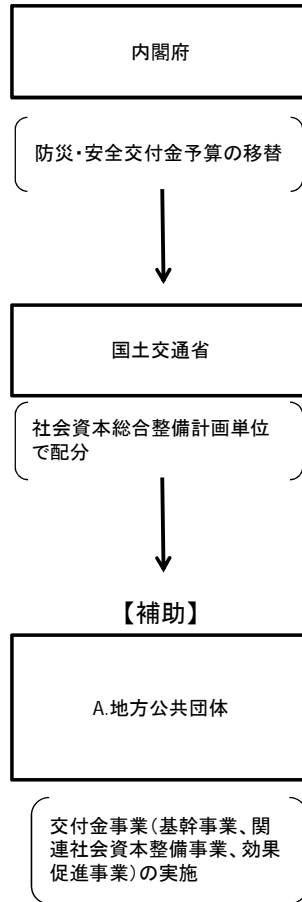 内閣府
防災・安全交付金予算の移替
国土交通省
社会資本総合整備計画単位
で配分
【補助】
A.地方公共団体
交付金事業(基幹事業、関
連社会資本整備事業、効果
促進事業)の実施